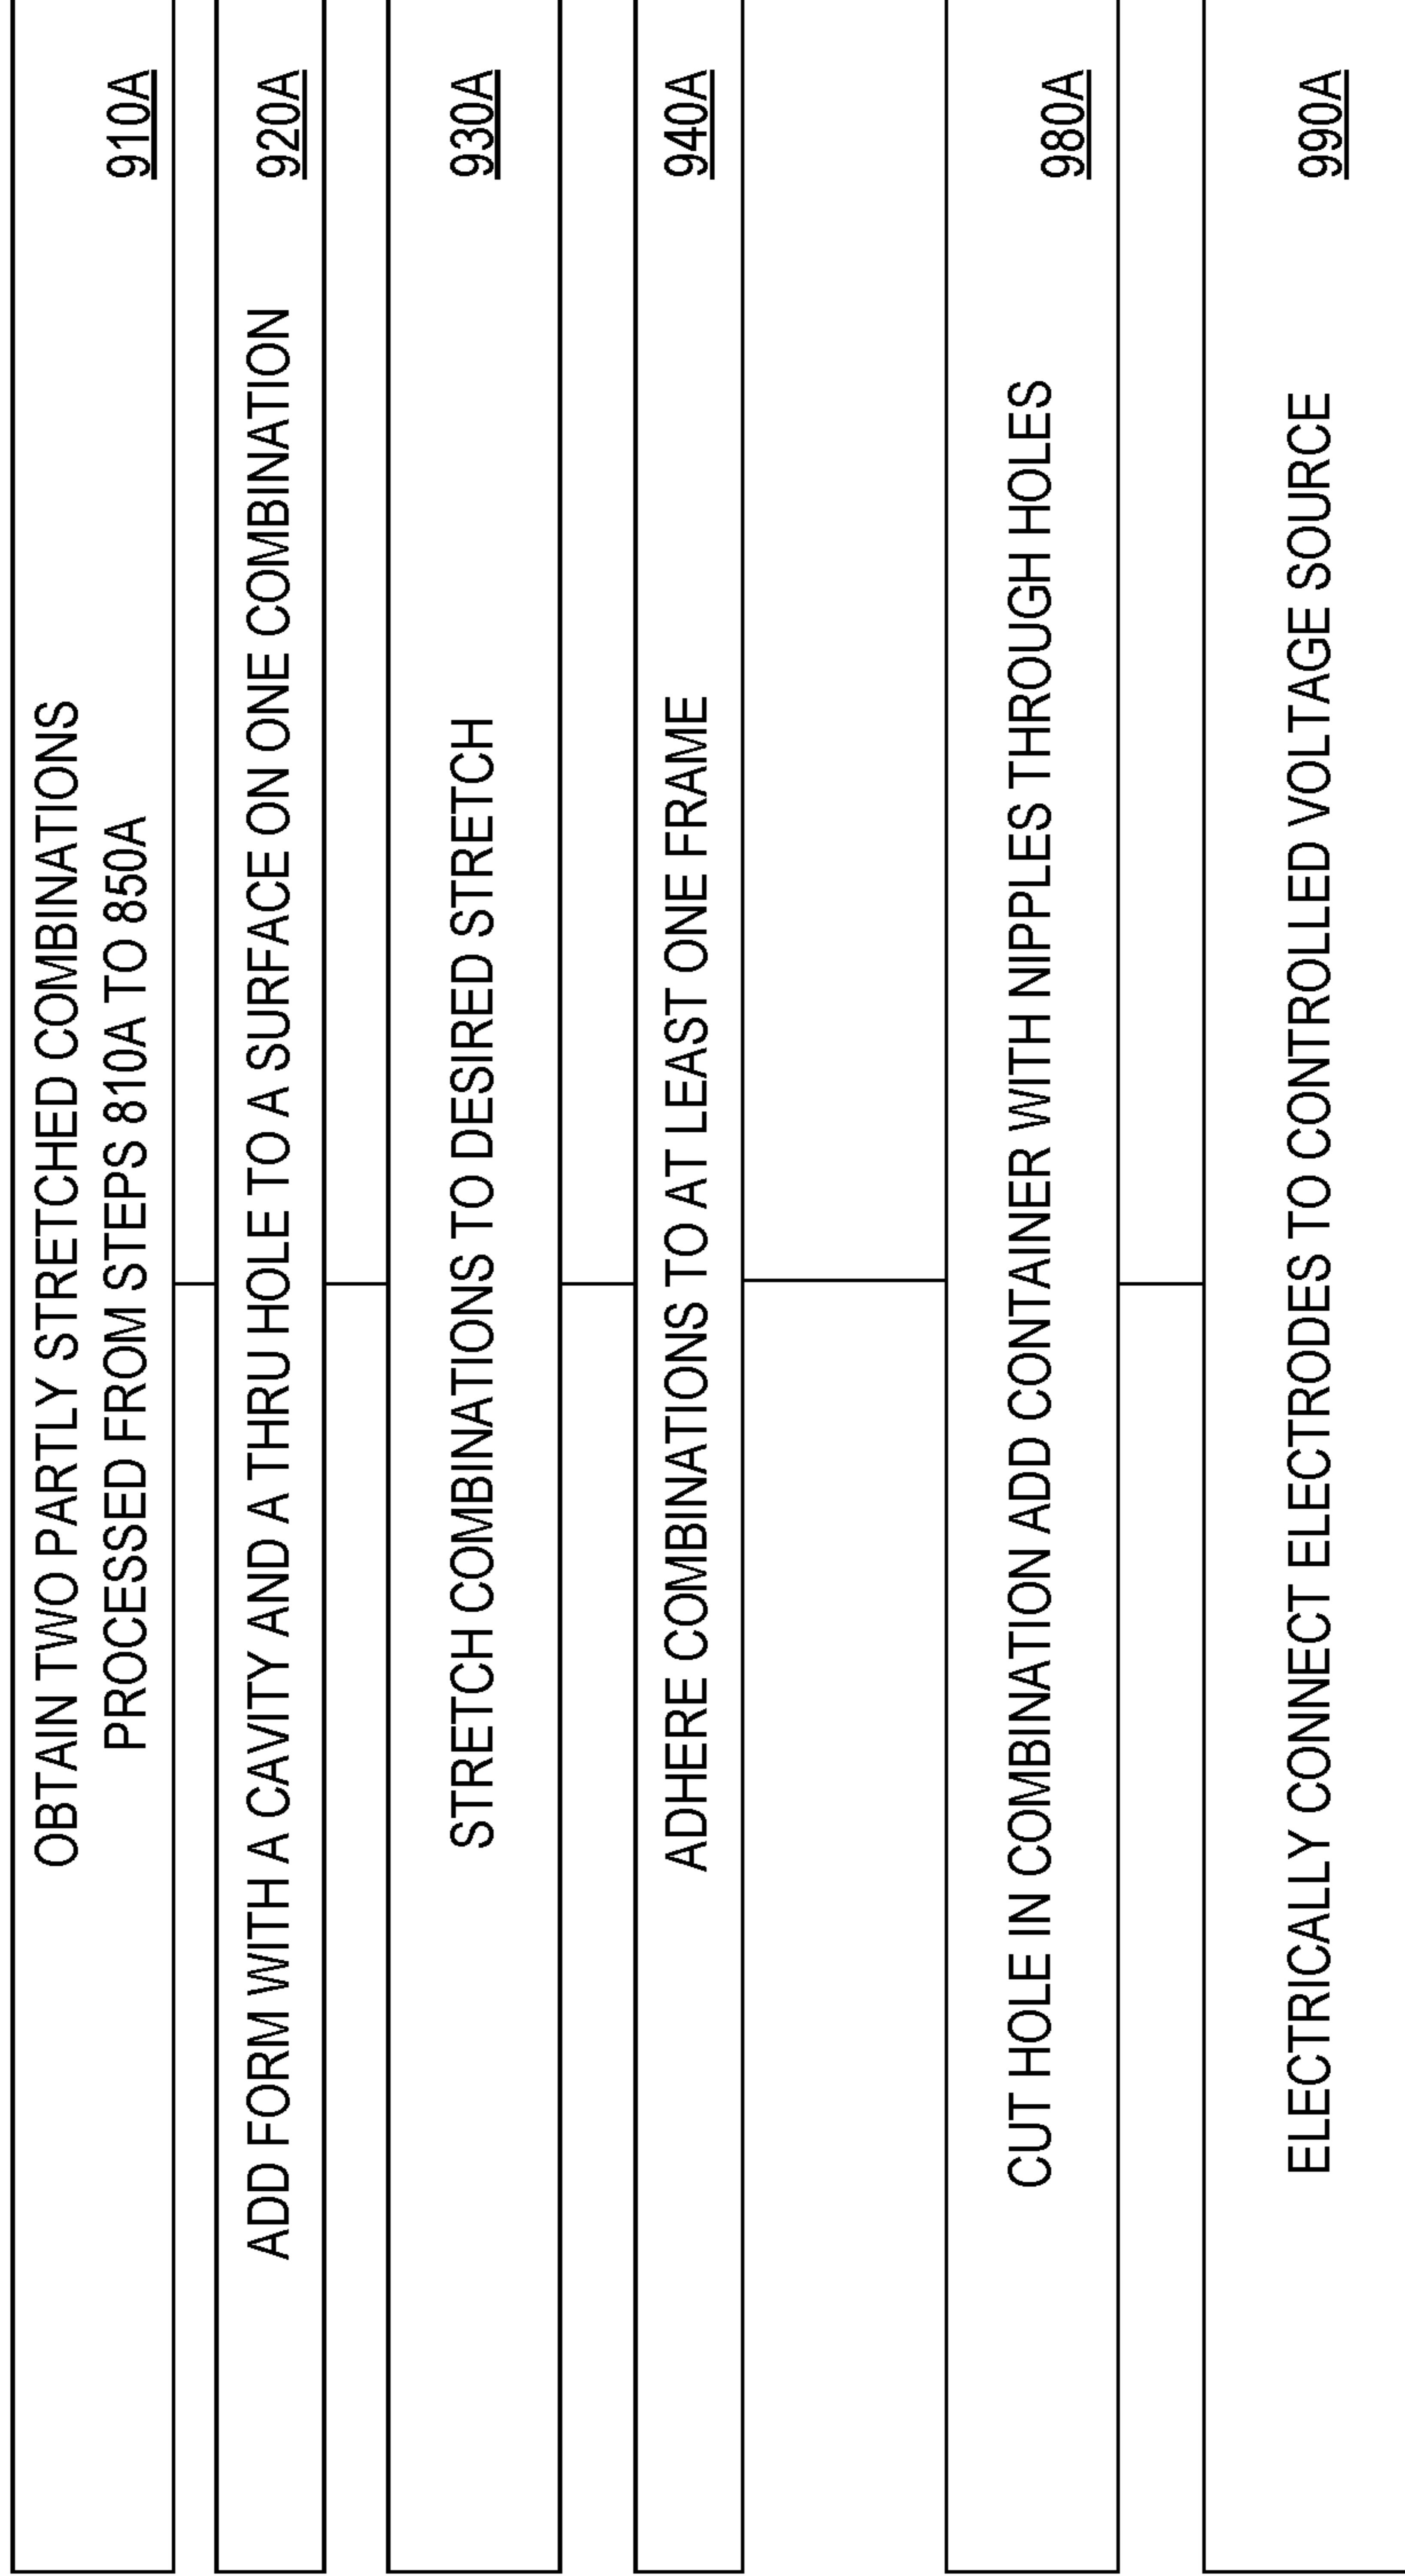 OBTAIN TWO PARTLY STRETCHED COMBINATIONS
PROCESSED FROM STEPS 810A TO 850A
910A
ADD FORM WITH A CAVITY AND A THRU HOLE TO A SURFACE ON ONE COMBINATION
920A
STRETCH COMBINATIONS TO DESIRED STRETCH
930A
ADHERE COMBINATIONS TO AT LEAST ONE FRAME
940A
CUT HOLE IN COMBINATION ADD CONTAINER WITH NIPPLES THROUGH HOLES
980A
ELECTRICALLY CONNECT ELECTRODES TO CONTROLLED VOLTAGE SOURCE
990A